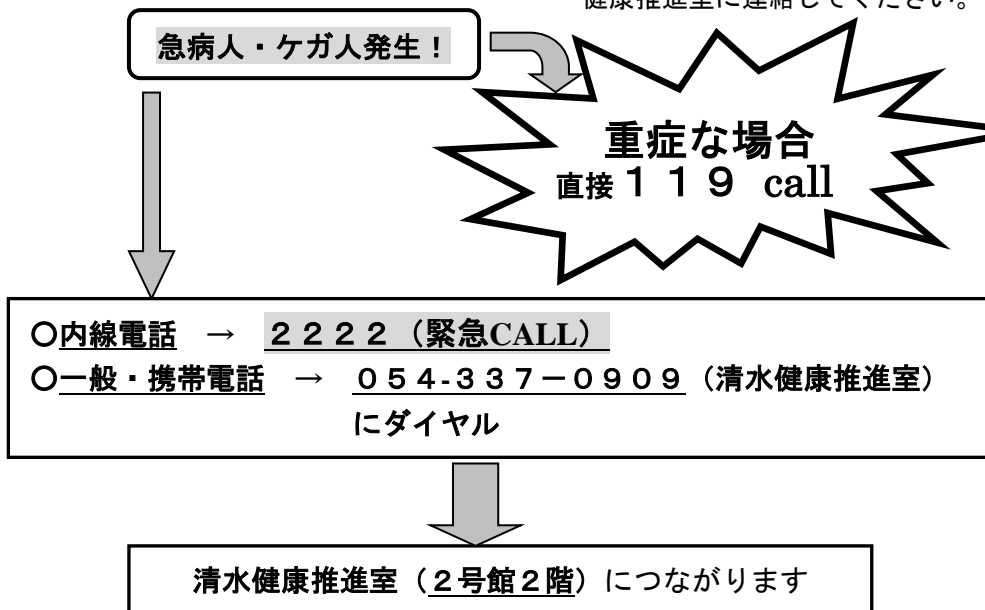 健康推進室に連絡してください。
急病人・ケガ人発生！
重症な場合
直接１１９ call
○内線電話　→　２２２２（緊急CALL）
○一般・携帯電話　→　０５４-３３７－０９０９（清水健康推進室）
にダイヤル
清水健康推進室（２号館２階）につながります